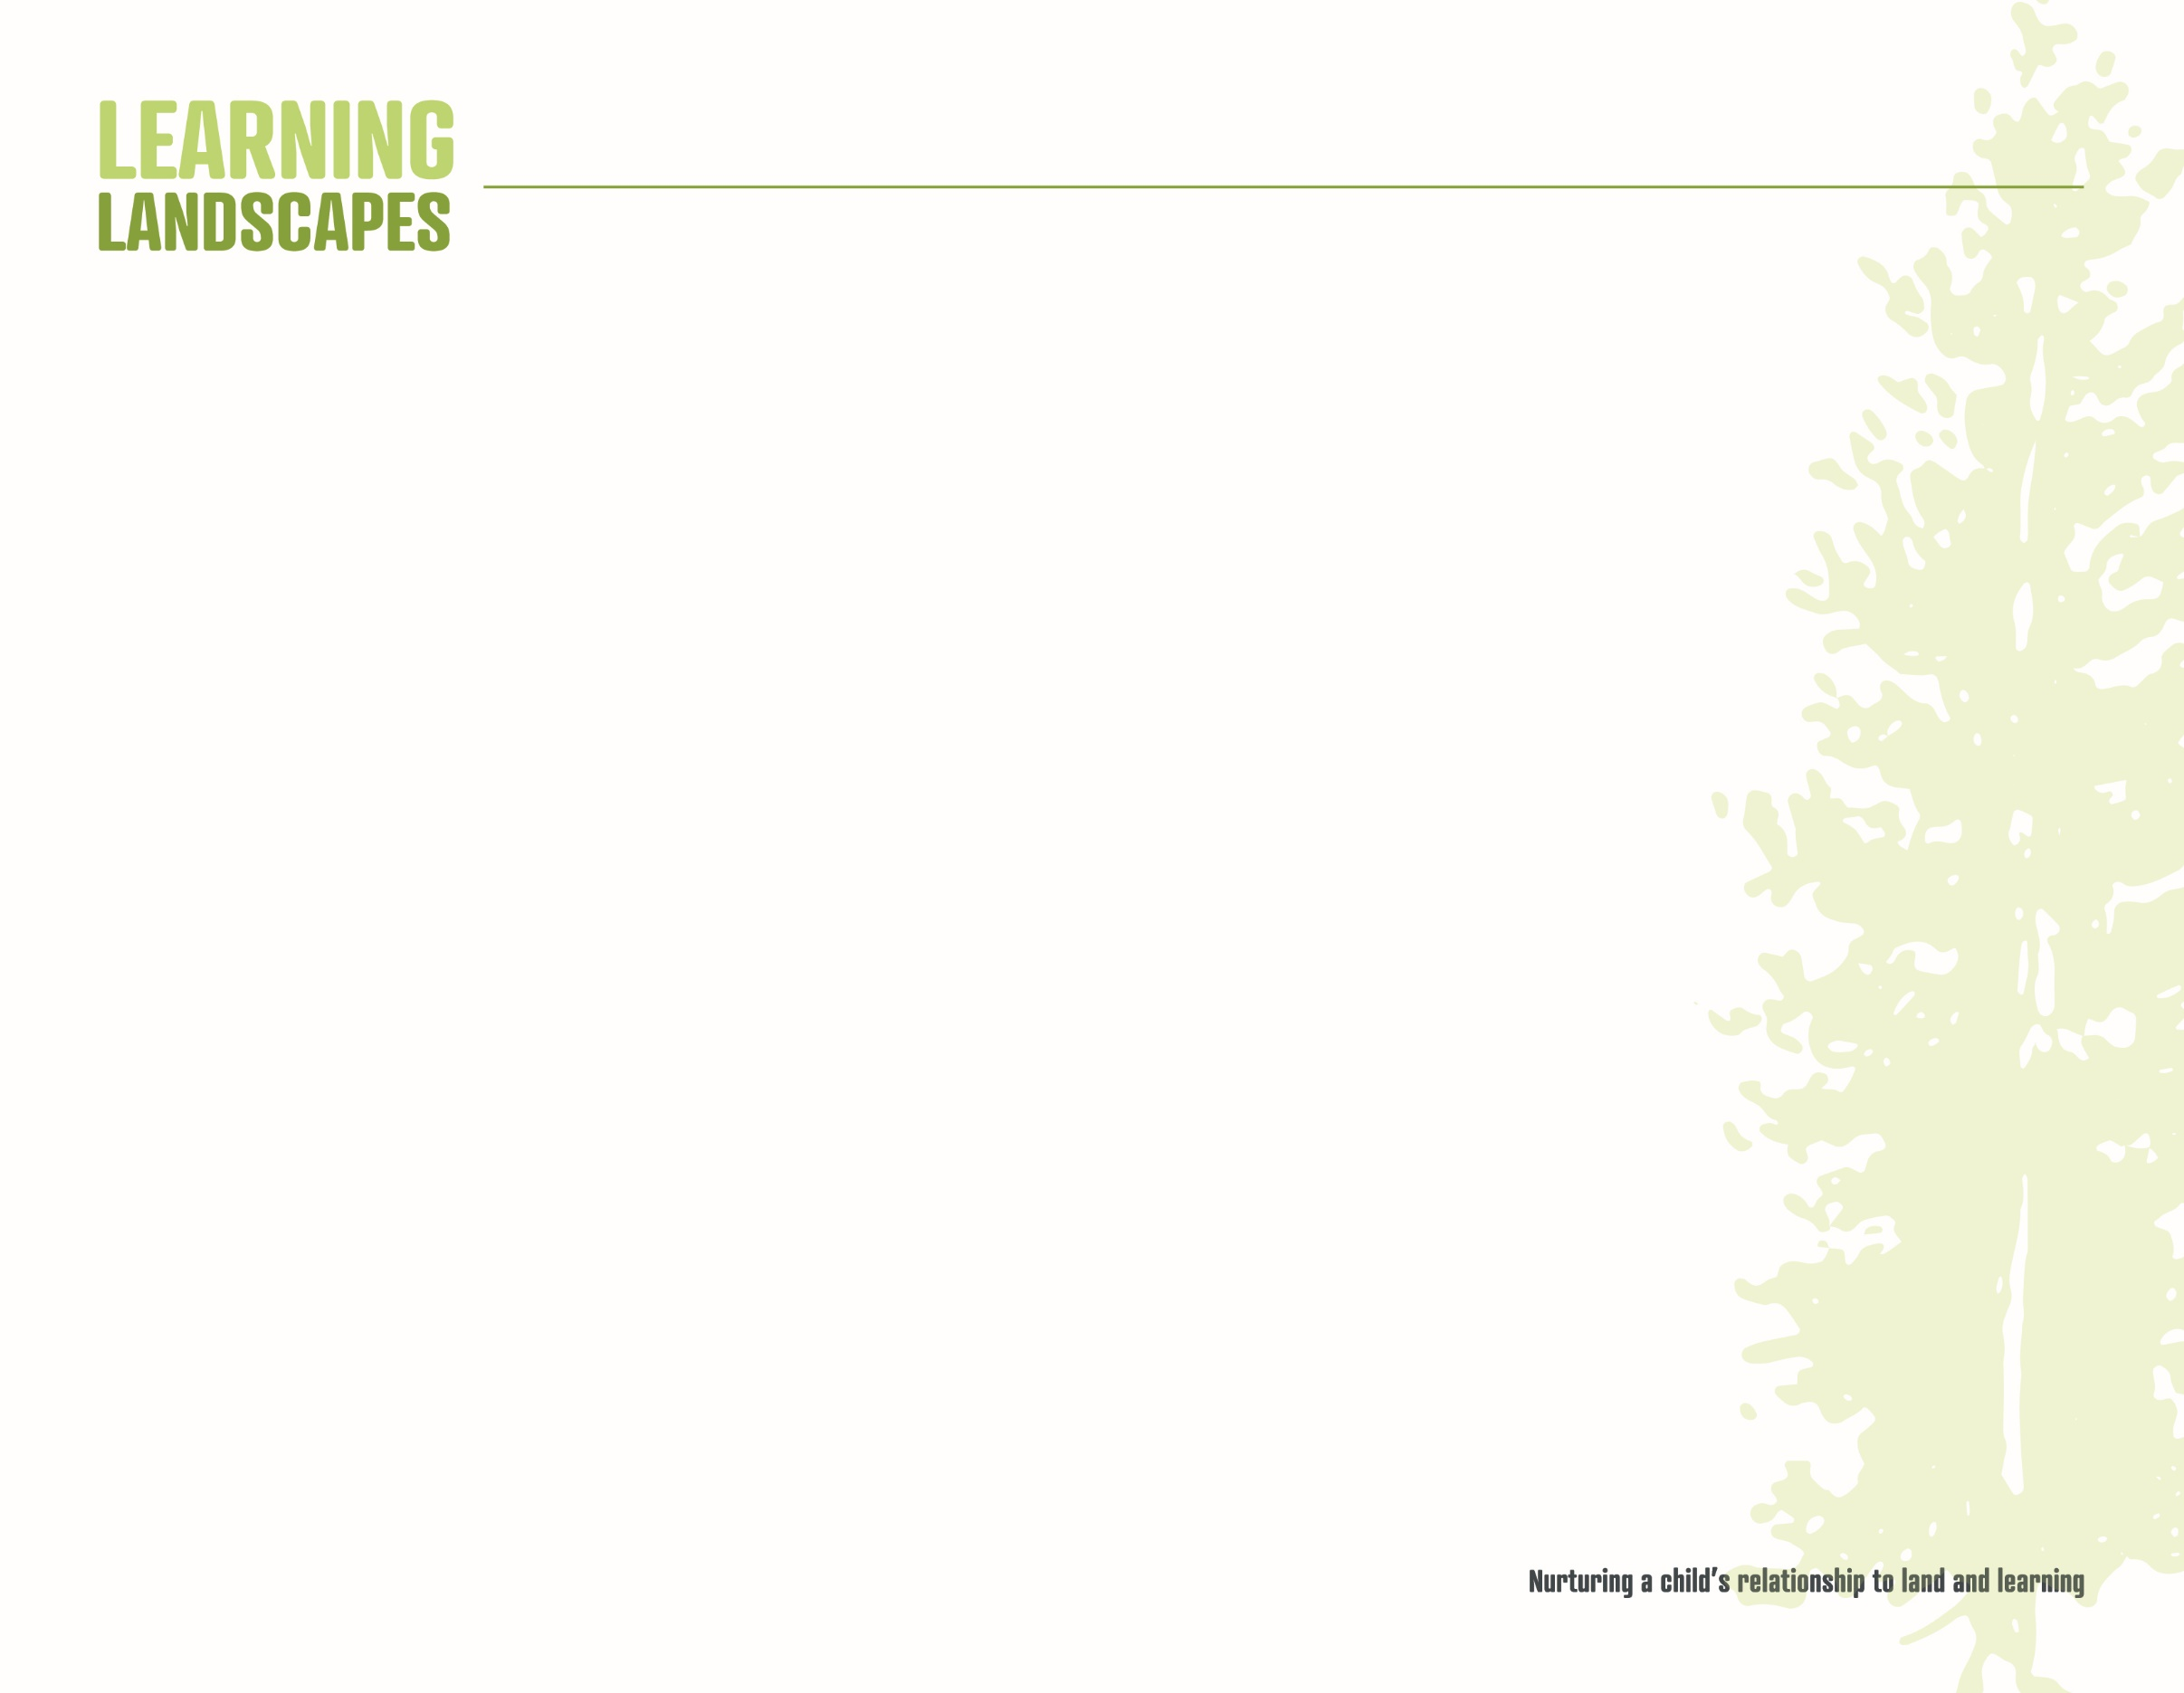 LEARNING
LANDSCAPES
Nurturing a child's relationship to land and learning